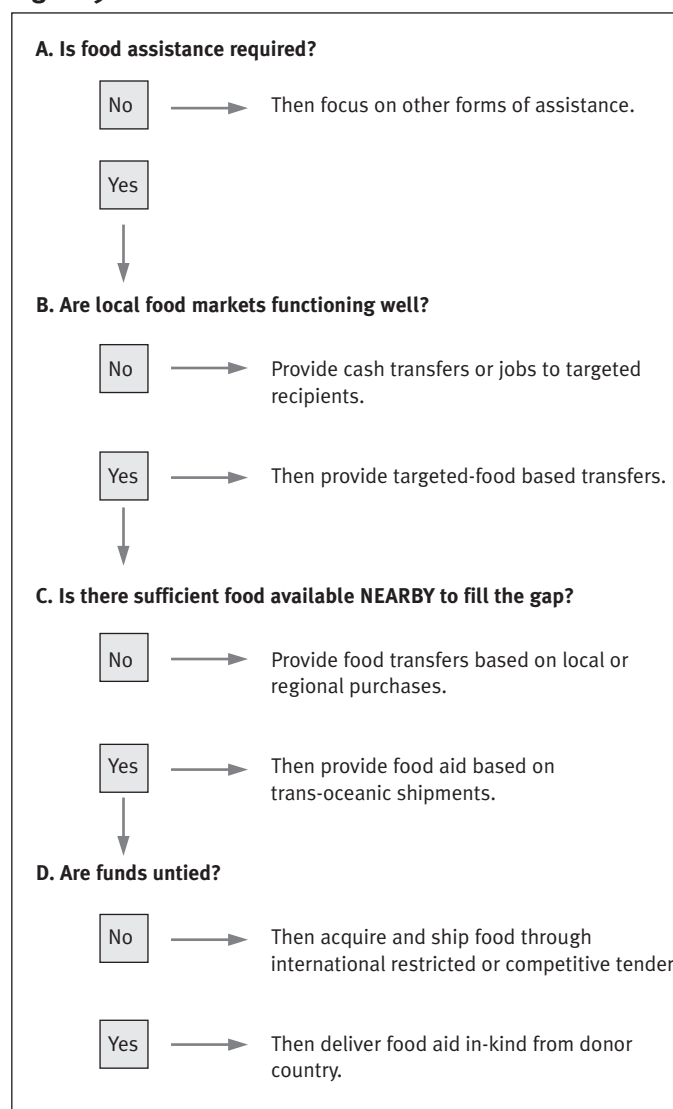 A. Is food assistance required?
No
Then focus on other forms of assistance.
Yes
B. Are local food markets functioning well?
No
Provide cash transfers or jobs to targeted
recipients.
Yes
Then provide targeted-food based transfers.
C. Is there sufficient food available NEARBY to fill the gap?
No
Provide food transfers based on local or
regional purchases.
Yes
Then provide food aid based on
trans-oceanic shipments.
D. Are funds untied?
No
Then acquire and ship food through
international restricted or competitive tender
Yes
Then deliver food aid in-kind from donor
country.